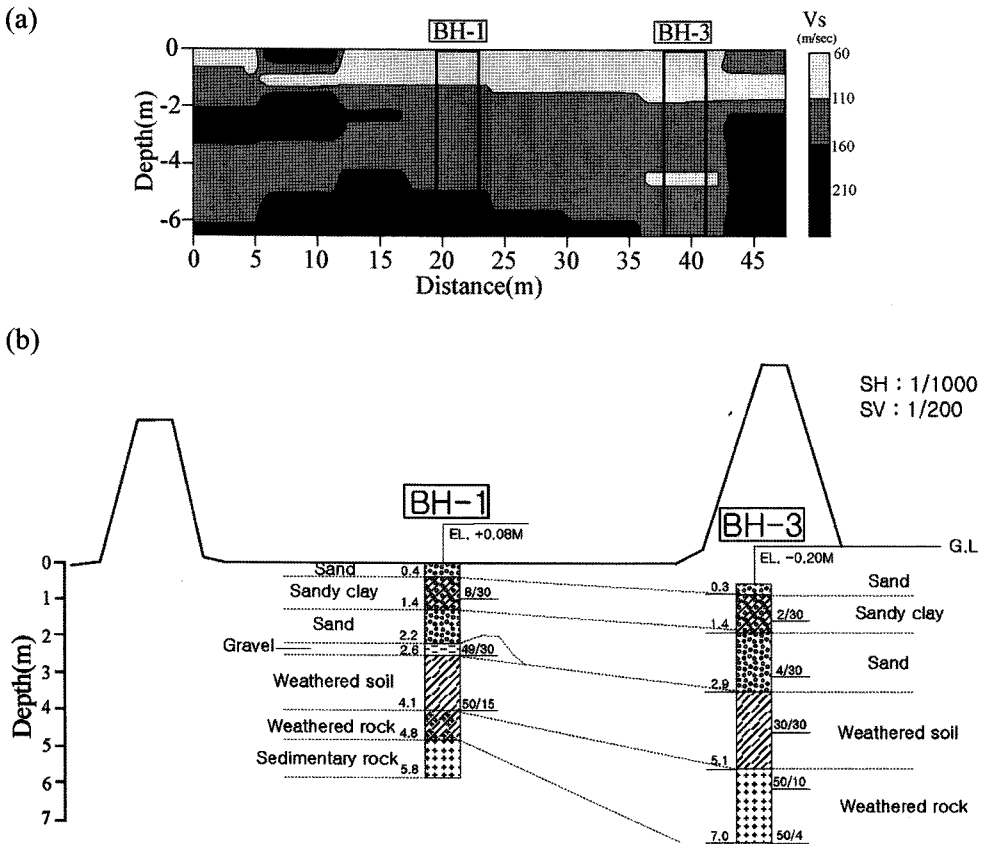 (a)
BH-1
BH-3
Vs
(m/sec)
60
110
160
210
0
-2
-4
-6
Depth(m)
0 5 10 15 20 25 30 35 40 45
Distance(m)
(b)
SH : 1/1000
SV : 1/200
BH-1
EL. +0.08M
BH-3
EL. -0.20M
G.L
Depth(m)
0
1
2
3
4
5
6
7
Sand
0.4
Sandy clay
8/30
1.4
Sand
2.2
Gravel
2.6
49/30
Weathered soil
4.1
50/15
Weathered rock
4.8
Sedimentary rock
5.8
0.3
Sand
2/30
Sandy clay
1.4
4/30
Sand
2.9
30/30
Weathered soil
5.1
50/10
Weathered rock
7.0
50/4